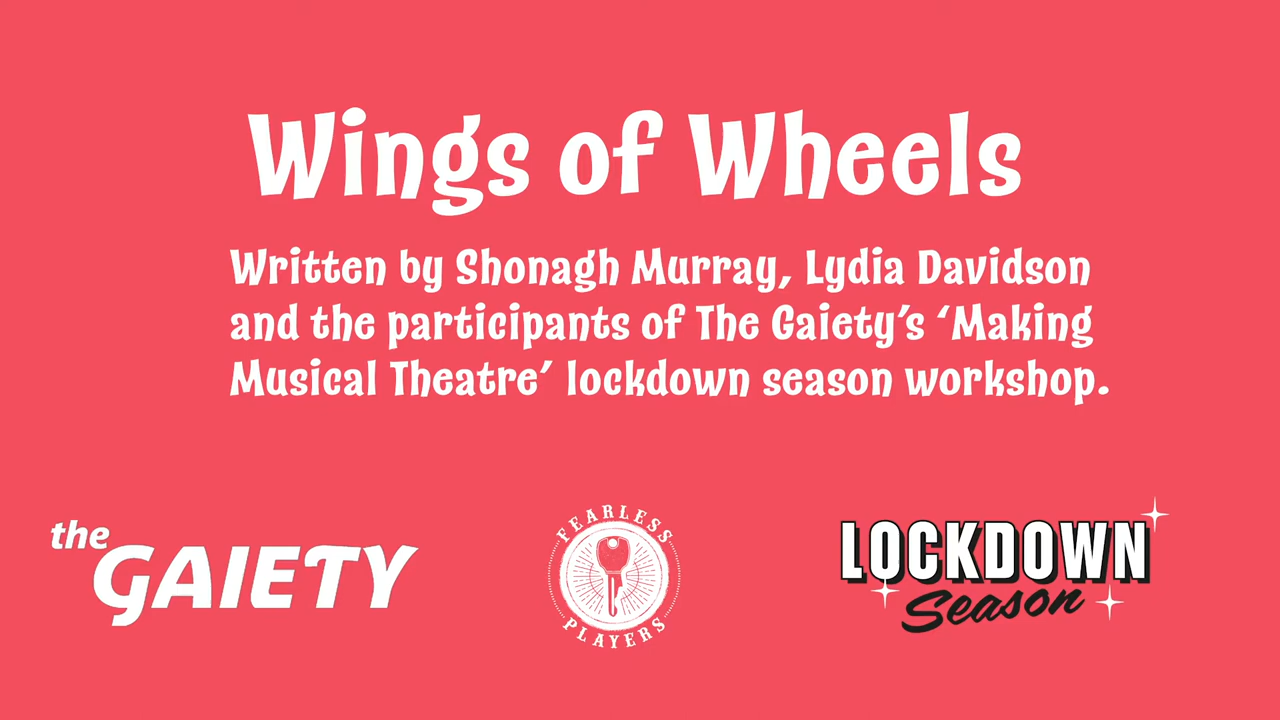 Wings of Wheels
Written by Shonagh Murray, Lydia Davidson
and the participants of The Gaiety’s ‘Making
Musical Theatre’ lockdown season workshop.
the
GAIETY
FEARLESS
PLAYERS
LOCKDOWN
Season